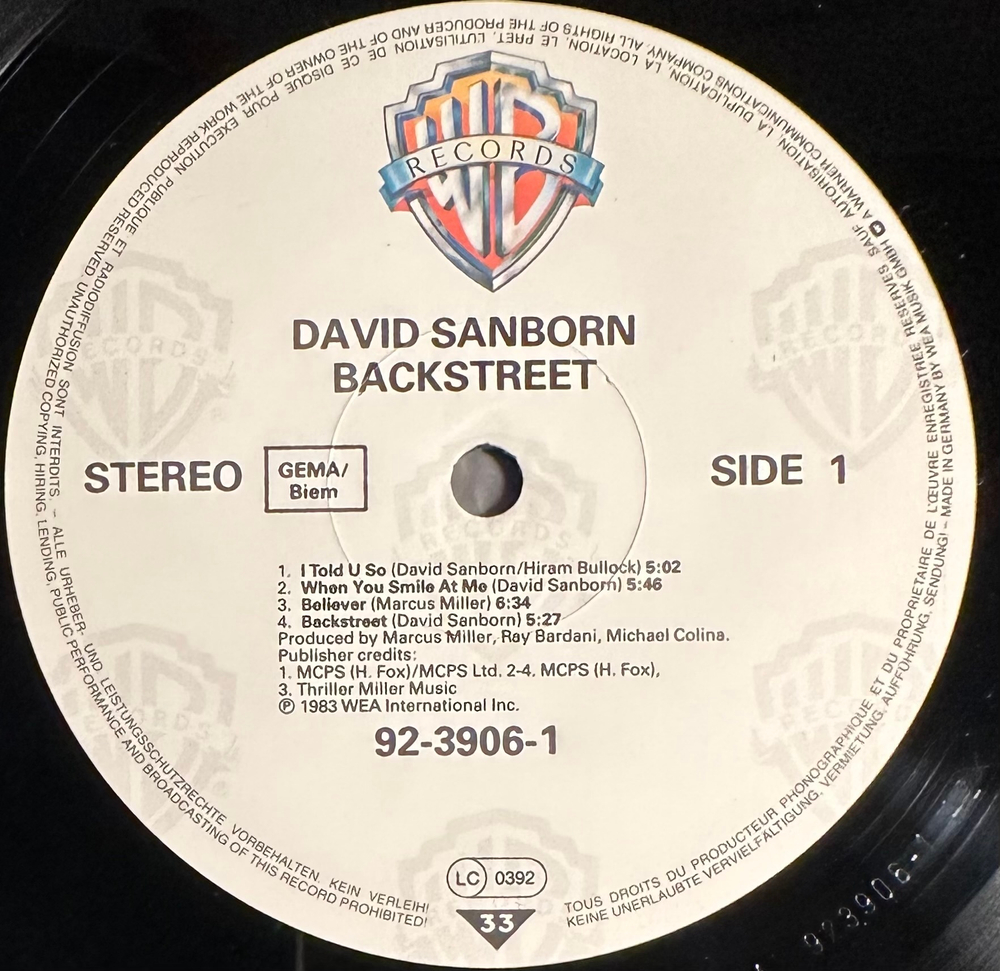 RECORDS
DAVID SANBORN
BACKSTREET
STEREO
GEMA/
Biem
SIDE 1
1. I Told U So (David Sanborn/Hiram Bullock) 5:02
2. When You Smile At Me (David Sanborn) 5:46
3. Believer (Marcus Miller) 6:34
4. Backstreet (David Sanborn) 5:27
Produced by Marcus Miller, Ray Bardani, Michael Colina.
Publisher credits:
1. MCPS (H. Fox)/MCPS Ltd. 2-4. MCPS (H. Fox),
3. Thriller Miller Music
℗ 1983 WEA International Inc.
92-3906-1
LC 0392
33
TOUS DROITS DU PRODUCTEUR PHONOGRAPHIQUE ET DU PROPRIETAIRE DE L'ŒUVRE ENREGISTREE RESERVES. SAUF AUTORISATION, LA DUPLICATION, LA LOCATION, LE PRET, L'UTILISATION DE CE DISQUE POUR EXECUTION PUBLIQUE ET RADIODIFFUSION SONT INTERDITS. – ALLE URHEBER- UND LEISTUNGSSCHUTZRECHTE VORBEHALTEN. KEIN VERLEIH!
KEINE UNERLAUBTE VERVIELFÄLTIGUNG, VERMIETUNG, AUFFÜHRUNG, SENDUNG! – MADE IN GERMANY BY WEA MUSIK GMBH A WARNER COMMUNICATIONS COMPANY. ALL RIGHTS OF THE PRODUCER AND OF THE OWNER OF THE WORK REPRODUCED RESERVED. UNAUTHORIZED COPYING, HIRING, LENDING, PUBLIC PERFORMANCE AND BROADCASTING OF THIS RECORD PROHIBITED!